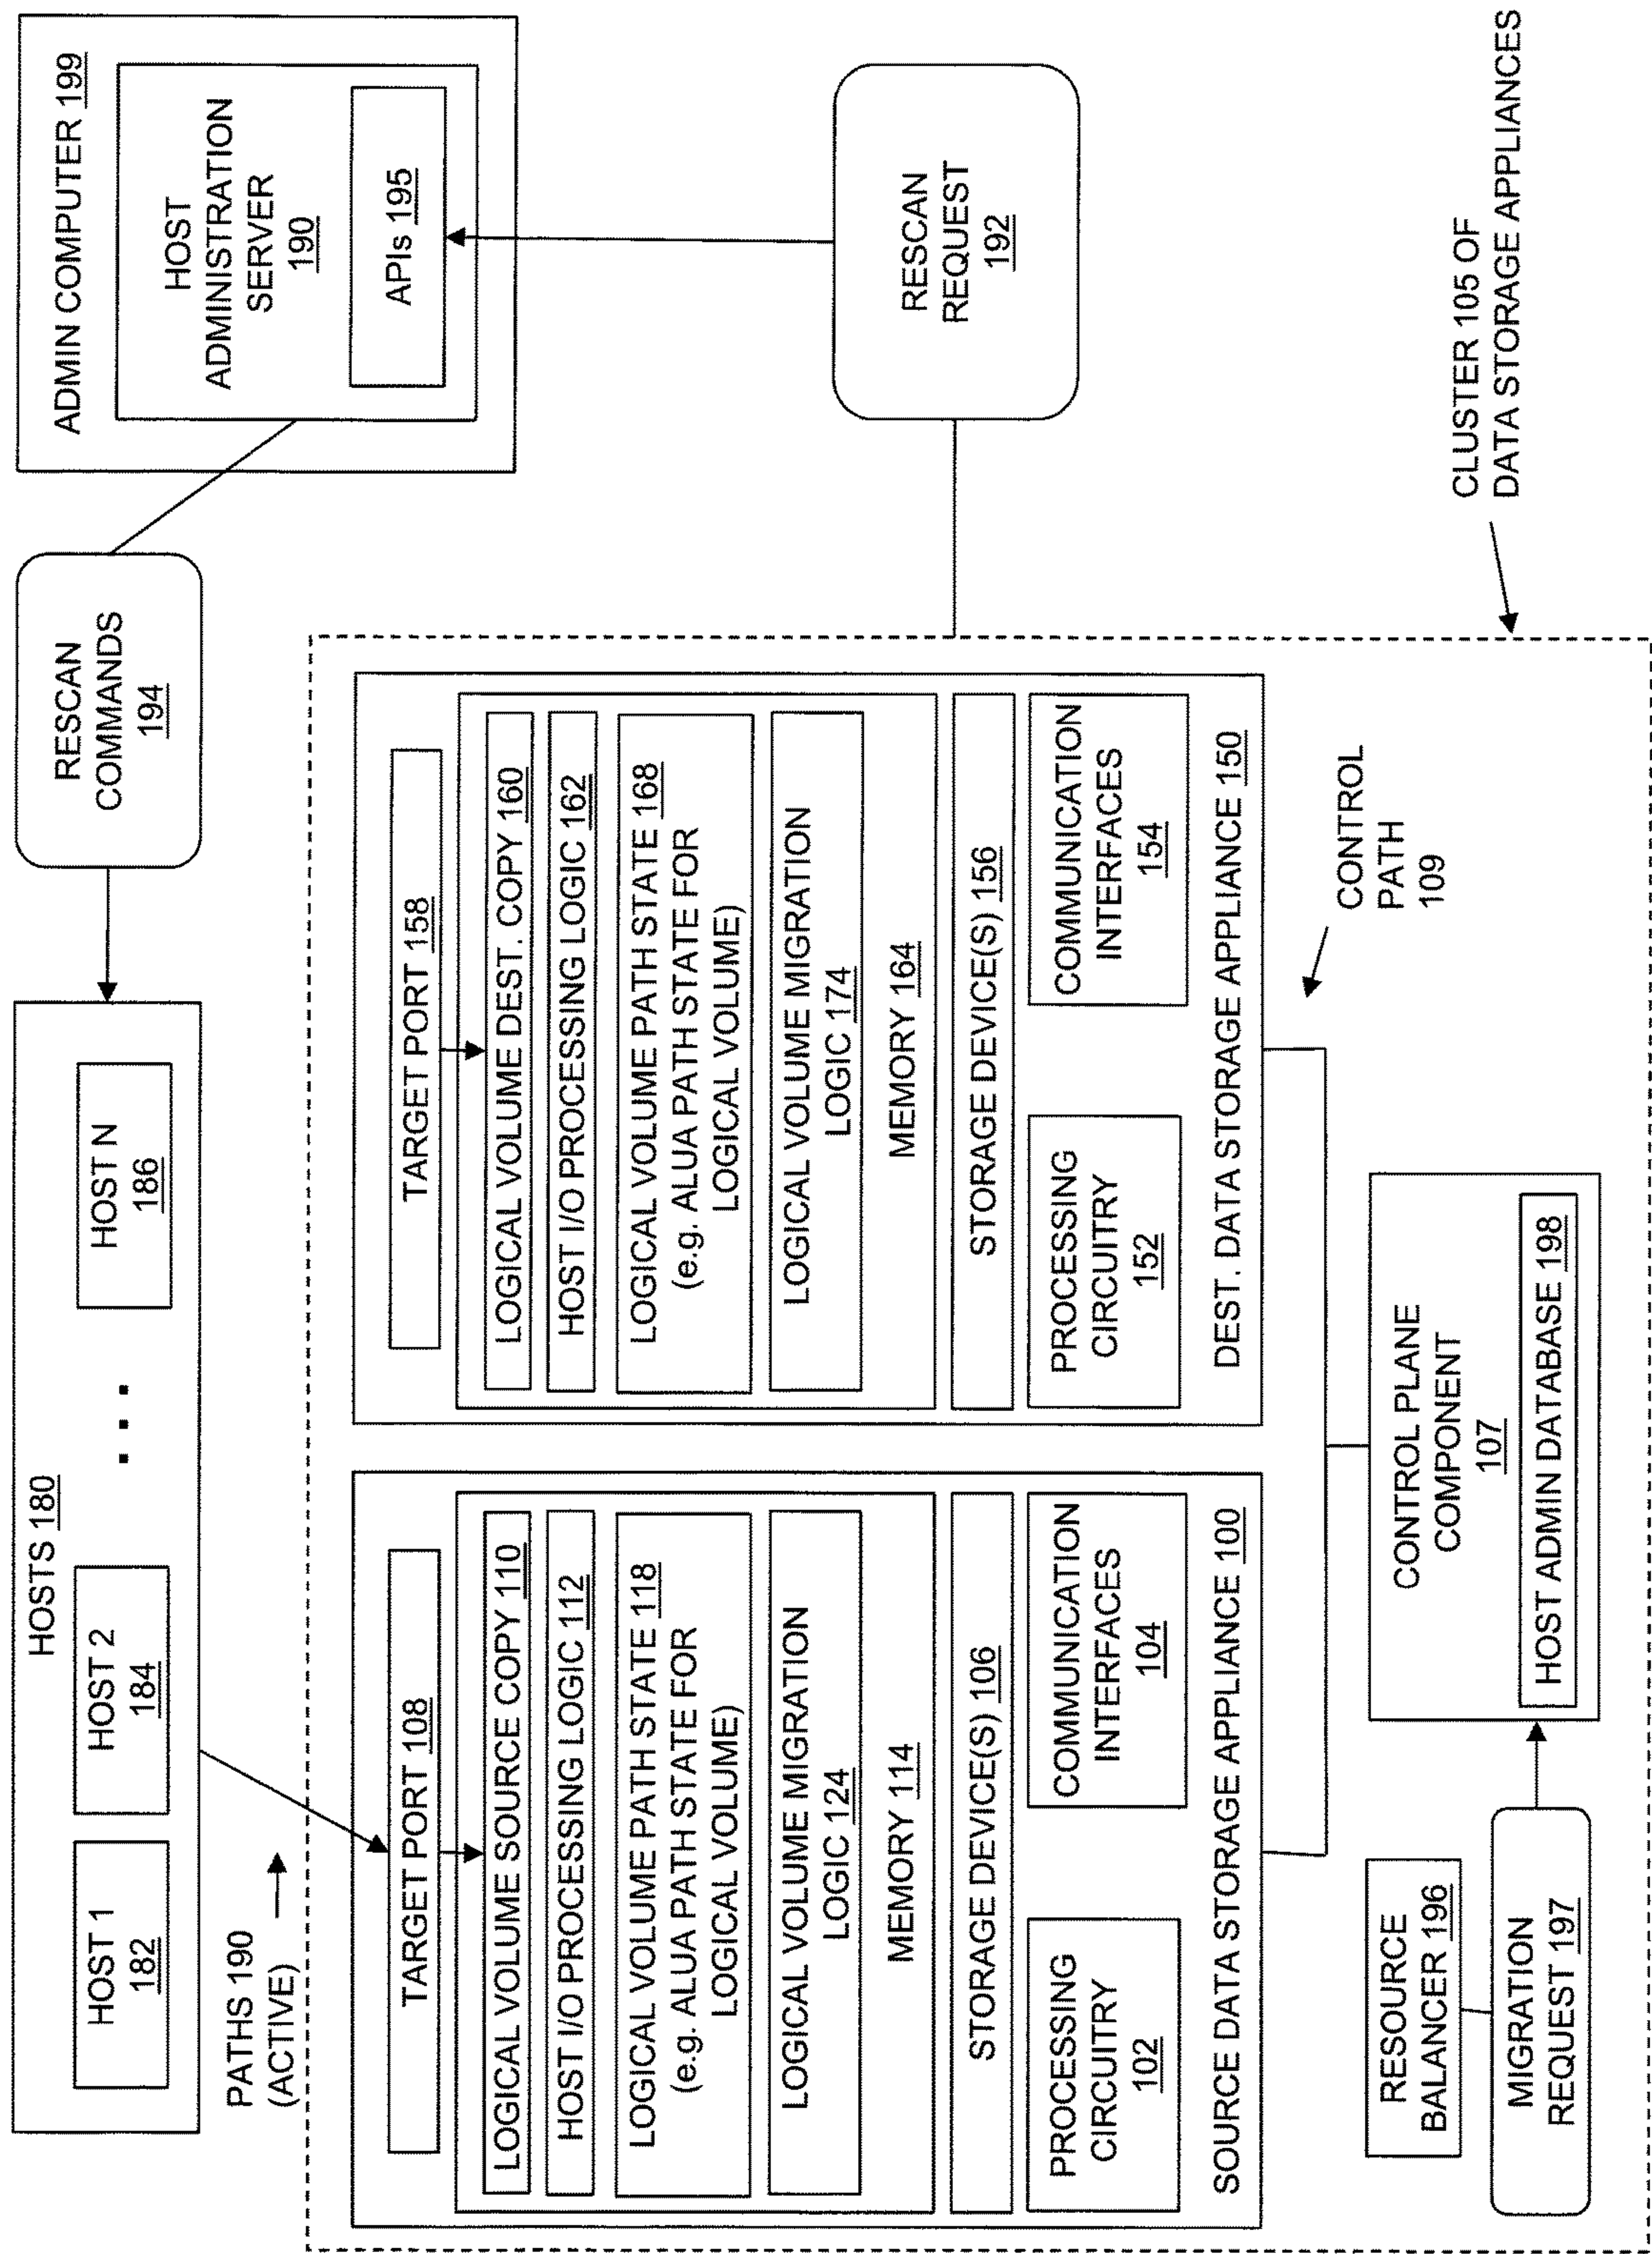 HOSTS 180
HOST 1
182
HOST 2
184
. . .
HOST N
186
RESCAN
COMMANDS
194
ADMIN COMPUTER 199
HOST
ADMINISTRATION
SERVER
190
APIs 195
PATHS 190
(ACTIVE)
TARGET PORT 108
LOGICAL VOLUME SOURCE COPY 110
HOST I/O PROCESSING LOGIC 112
LOGICAL VOLUME PATH STATE 118
(e.g. ALUA PATH STATE FOR
LOGICAL VOLUME)
LOGICAL VOLUME MIGRATION
LOGIC 124
MEMORY 114
STORAGE DEVICE(S) 106
PROCESSING
CIRCUITRY
102
COMMUNICATION
INTERFACES
104
SOURCE DATA STORAGE APPLIANCE 100
TARGET PORT 158
LOGICAL VOLUME DEST. COPY 160
HOST I/O PROCESSING LOGIC 162
LOGICAL VOLUME PATH STATE 168
(e.g. ALUA PATH STATE FOR
LOGICAL VOLUME)
LOGICAL VOLUME MIGRATION
LOGIC 174
MEMORY 164
STORAGE DEVICE(S) 156
PROCESSING
CIRCUITRY
152
COMMUNICATION
INTERFACES
154
DEST. DATA STORAGE APPLIANCE 150
RESCAN
REQUEST
192
CONTROL
PATH
109
RESOURCE
BALANCER 196
MIGRATION
REQUEST 197
CONTROL PLANE
COMPONENT
107
HOST ADMIN DATABASE 198
CLUSTER 105 OF
DATA STORAGE APPLIANCES